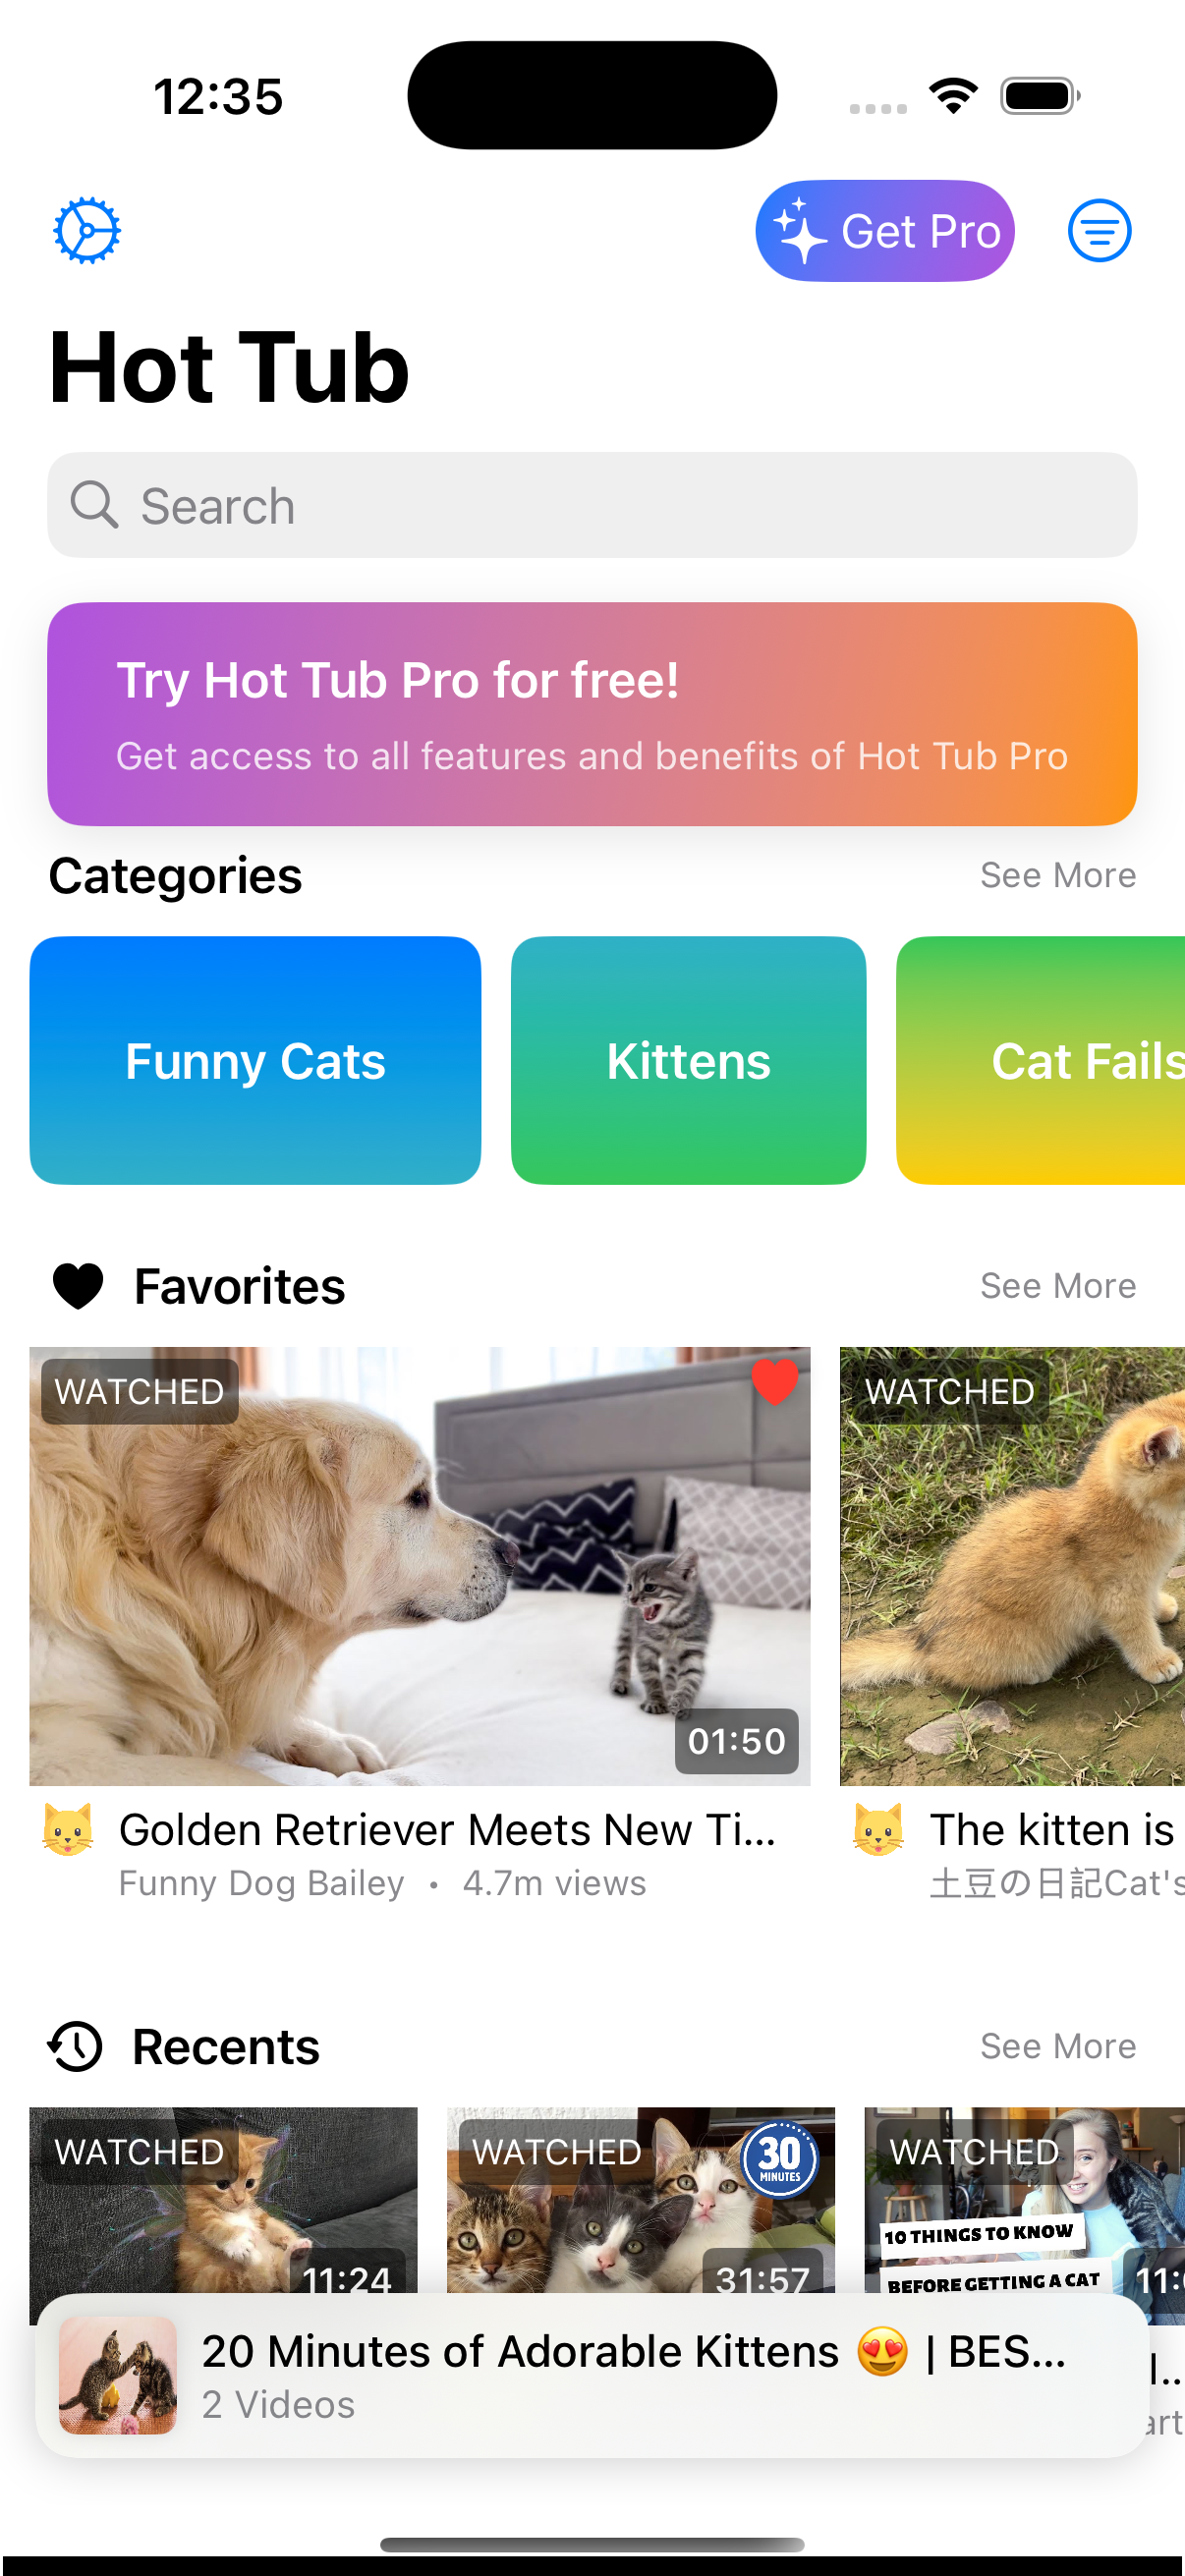 12:35
Get Pro
Hot Tub
Search
Try Hot Tub Pro for free!
Get access to all features and benefits of Hot Tub Pro
Categories
See More
Funny Cats
Kittens
Cat Fails
Favorites
See More
WATCHED
WATCHED
01:50
Golden Retriever Meets New Ti...
The kitten is
Funny Dog Bailey • 4.7m views
土豆の日記Cat's
Recents
See More
WATCHED
WATCHED
30
MINUTES
WATCHED
10 THINGS TO KNOW
BEFORE GETTING A CAT
11:24
31:57
11:
20 Minutes of Adorable Kittens 😍 | BES...
2 Videos